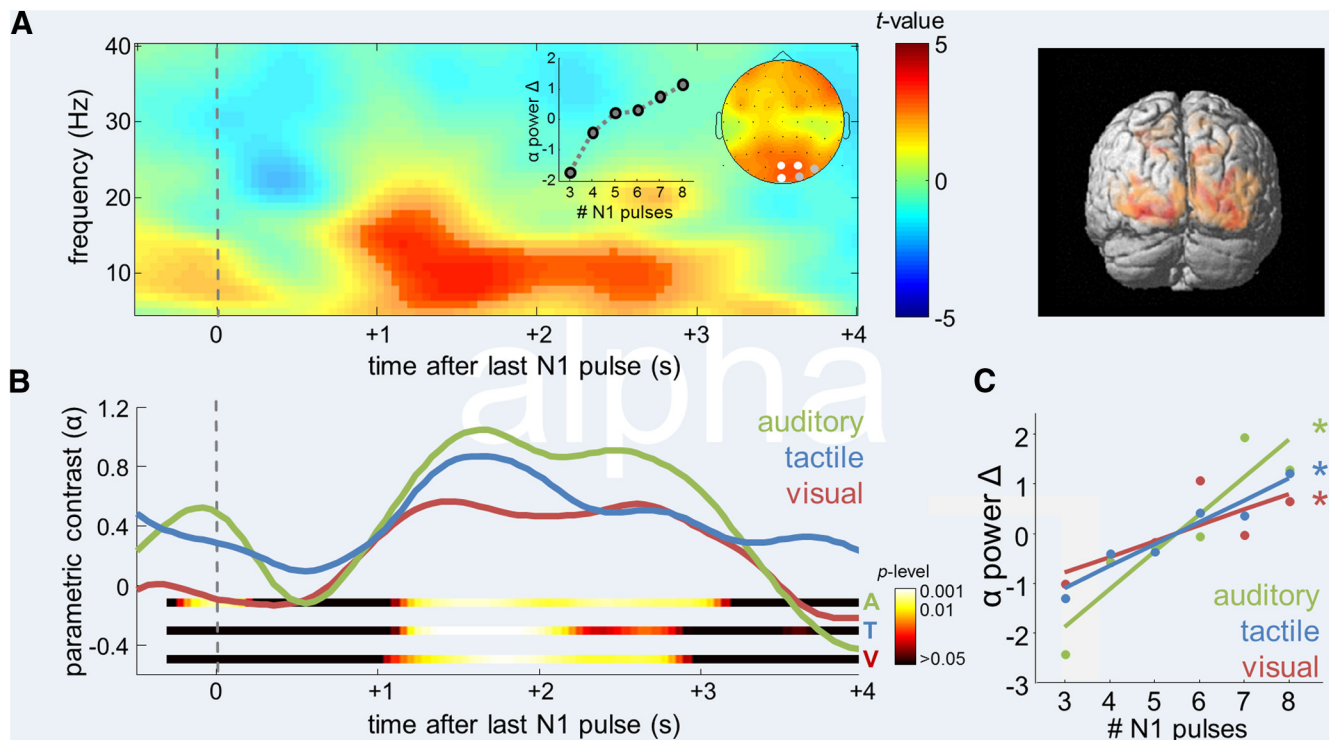 A
t-value
40
30
20
10
frequency (Hz)
0
+1
+2
+3
+4
time after last N1 pulse (s)
α power Δ
2
1
0
-1
-2
3 4 5 6 7 8
# N1 pulses
5
0
-5
alpha
B
parametric contrast (α)
1.2
0.8
0.4
0
-0.4
auditory
tactile
visual
p-level
0.001
0.01
>0.05
A
T
V
0
+1
+2
+3
+4
time after last N1 pulse (s)
C
α power Δ
2
1
0
-1
-2
-3
*
*
*
auditory
tactile
visual
3 4 5 6 7 8
# N1 pulses